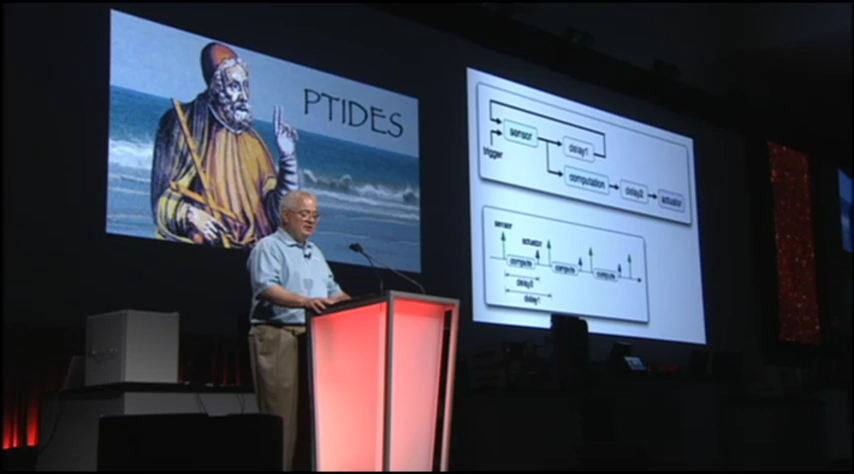 PTIDES
sensor
delay1
trigger
computation
delay2
actuator
sensor
actuator
compute
compute
compute
delay2
delay1